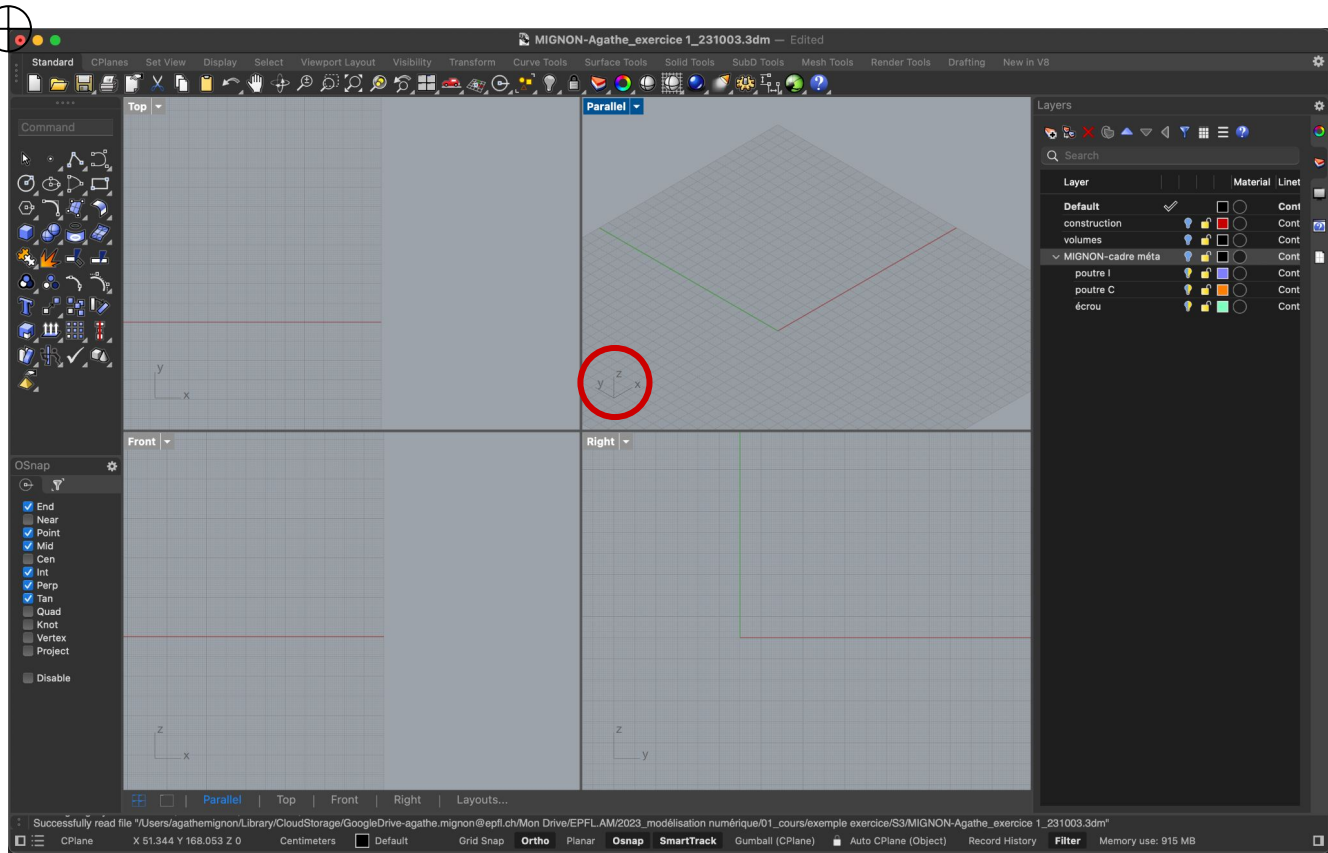 MIGNON-Agathe_exercice 1_231003.3dm — Edited
Standard CPlanes Set View Display Select Viewport Layout Visibility Transform Curve Tools Surface Tools Solid Tools SubD Tools Mesh Tools Render Tools Drafting New in V8
Command
Top
Parallel
y
x
z
y
x
Front
Right
z
x
z
y
Layers
Search
Layer Material Linet
Default Cont
construction Cont
volumes Cont
MIGNON-cadre méta Cont
poutre I Cont
poutre C Cont
écrou Cont
OSnap
End
Near
Point
Mid
Cen
Int
Perp
Tan
Quad
Knot
Vertex
Project
Disable
Parallel | Top | Front | Right | Layouts...
Successfully read file "/Users/agathemignon/Library/CloudStorage/GoogleDrive-agathe.mignon@epfl.ch/Mon Drive/EPFL.AM/2023_modélisation numérique/01_cours/exemple exercice/S3/MIGNON-Agathe_exercice 1_231003.3dm"
CPlane X 51.344 Y 168.053 Z 0 Centimeters Default Grid Snap Ortho Planar Osnap SmartTrack Gumball (CPlane) Auto CPlane (Object) Record History Filter Memory use: 915 MB